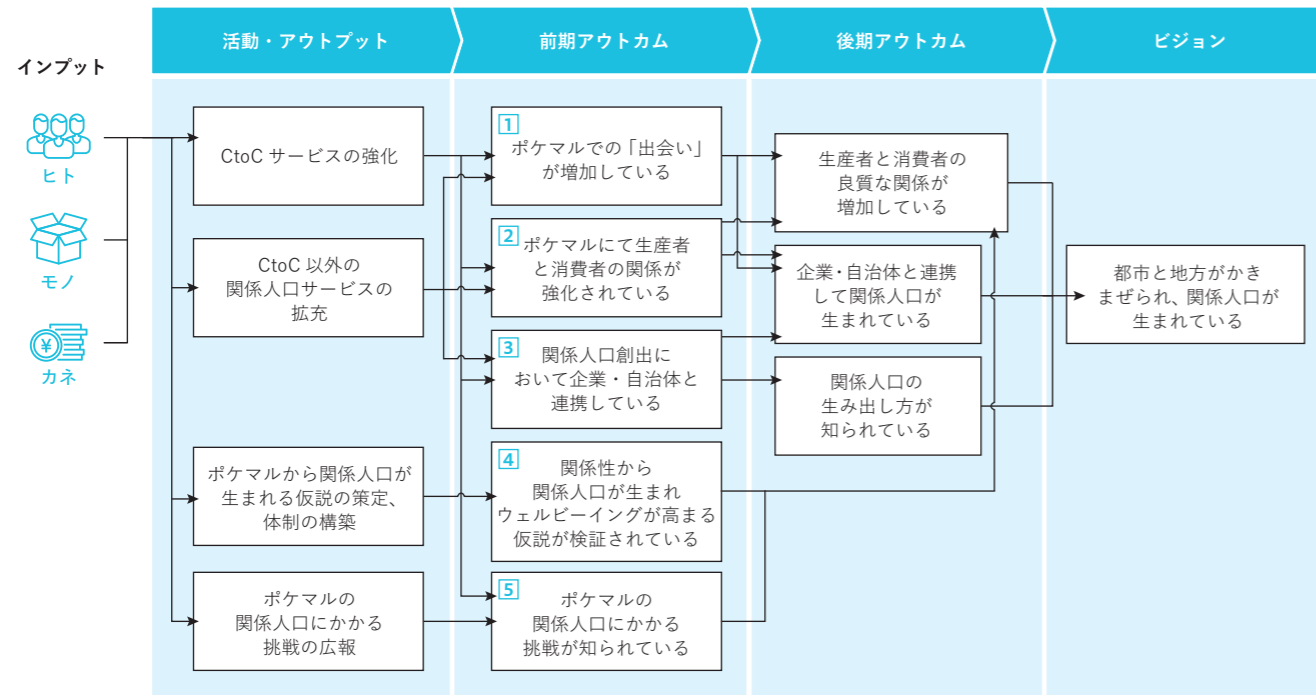 インプット
ヒト
¥
モノ
¥
カネ
活動・アウトプット
CtoC サービスの強化
CtoC 以外の
関係人口サービスの
拡充
ポケマルから関係人口が
生まれる仮説の策定、
体制の構築
ポケマルの
関係人口にかかる
挑戦の広報
前期アウトカム
1
ポケマルでの「出会い」
が増加している
2
ポケマルにて生産者
と消費者の関係が
強化されている
3
関係人口創出に
おいて企業・自治体と
連携している
4
関係性から
関係人口が生まれ
ウェルビーイングが高まる
仮説が検証されている
5
ポケマルの
関係人口にかかる
挑戦が知られている
後期アウトカム
生産者と消費者の
良質な関係が
増加している
企業・自治体と連携
して関係人口が
生まれている
関係人口の
生み出し方が
知られている
ビジョン
都市と地方がかき
まぜられ、関係人口が
生まれている